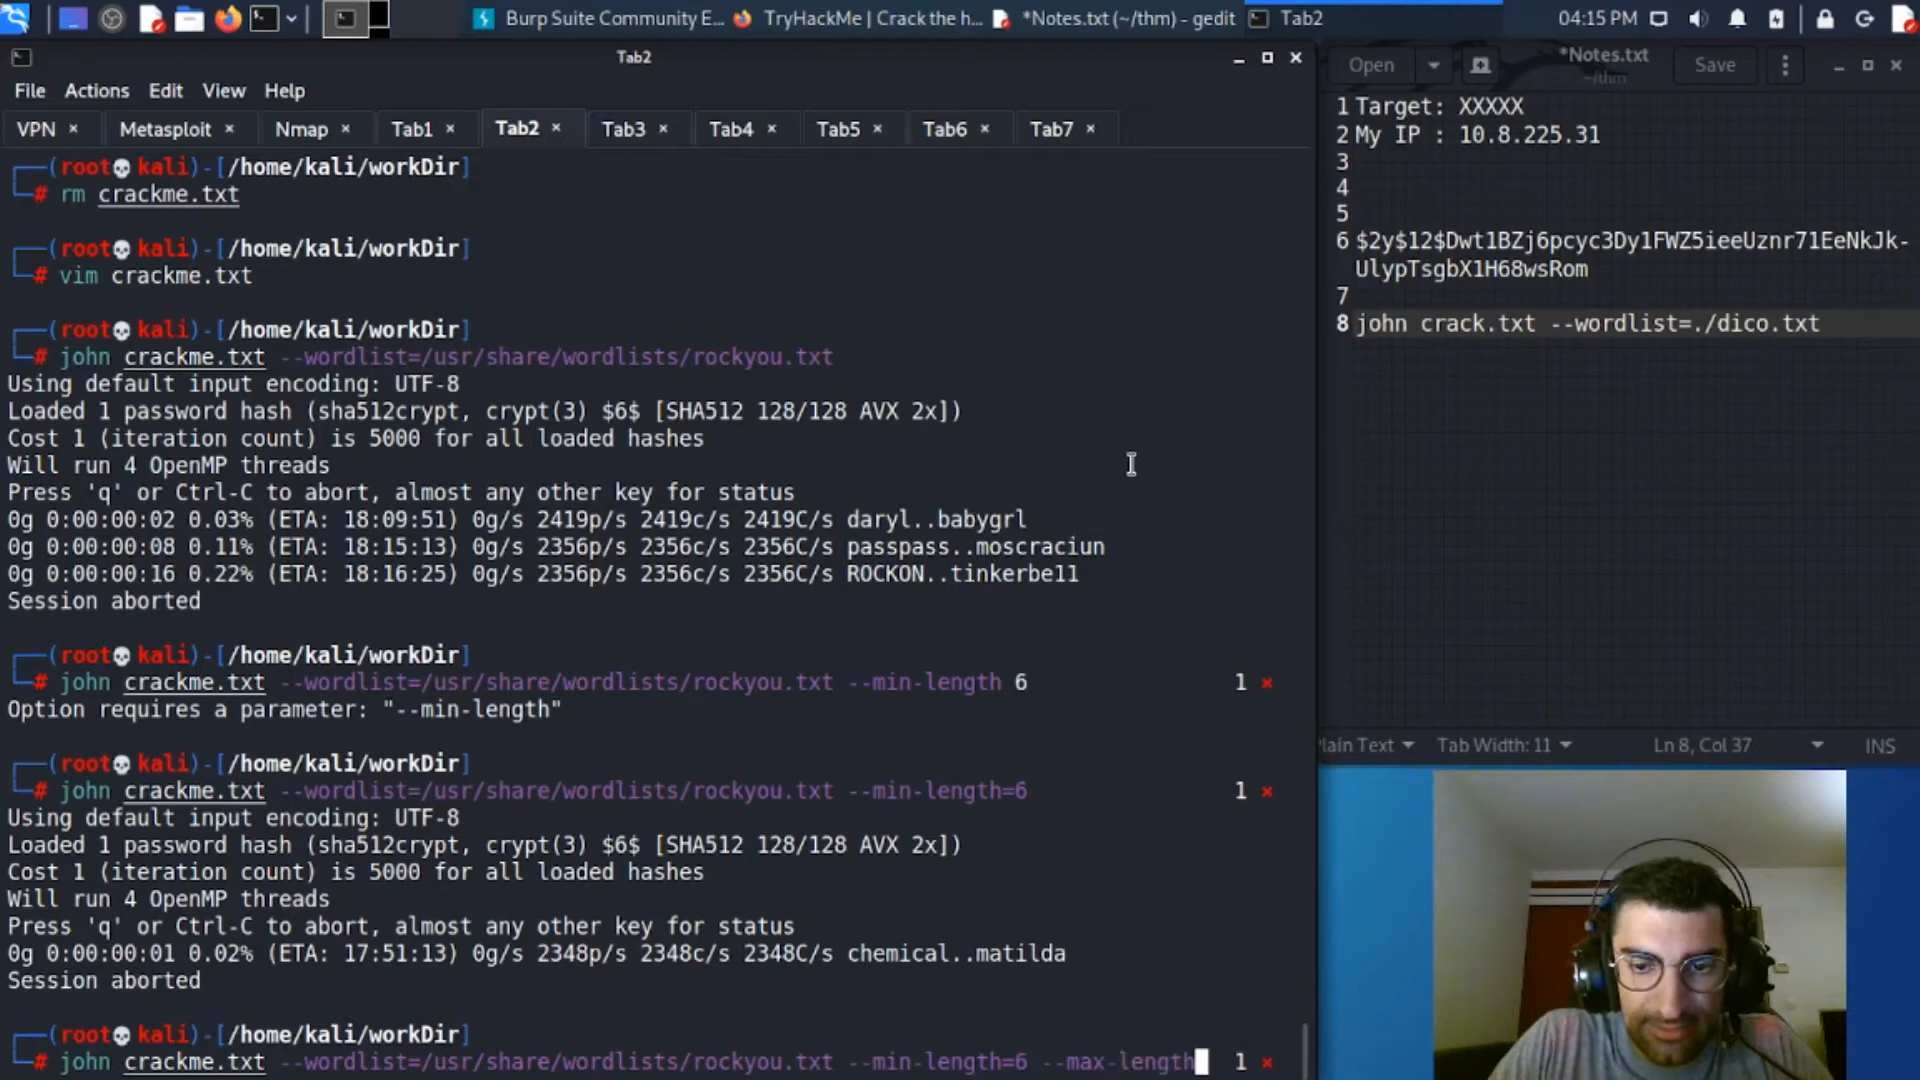 Burp Suite Community E...
TryHackMe | Crack the h...
*Notes.txt (~/thm) - gedit
Tab2
04:15 PM
Tab2
File Actions Edit View Help
VPN × Metasploit × Nmap × Tab1 × Tab2 × Tab3 × Tab4 × Tab5 × Tab6 × Tab7 ×
┌──(root💀kali)-[/home/kali/workDir]
└─# rm crackme.txt
┌──(root💀kali)-[/home/kali/workDir]
└─# vim crackme.txt
┌──(root💀kali)-[/home/kali/workDir]
└─# john crackme.txt --wordlist=/usr/share/wordlists/rockyou.txt
Using default input encoding: UTF-8
Loaded 1 password hash (sha512crypt, crypt(3) $6$ [SHA512 128/128 AVX 2x])
Cost 1 (iteration count) is 5000 for all loaded hashes
Will run 4 OpenMP threads
Press 'q' or Ctrl-C to abort, almost any other key for status
0g 0:00:00:02 0.03% (ETA: 18:09:51) 0g/s 2419p/s 2419c/s 2419C/s daryl..babygrl
0g 0:00:00:08 0.11% (ETA: 18:15:13) 0g/s 2356p/s 2356c/s 2356C/s passpass..moscraciun
0g 0:00:00:16 0.22% (ETA: 18:16:25) 0g/s 2356p/s 2356c/s 2356C/s ROCKON..tinkerbe11
Session aborted
┌──(root💀kali)-[/home/kali/workDir]
└─# john crackme.txt --wordlist=/usr/share/wordlists/rockyou.txt --min-length 6 1 ×
Option requires a parameter: "--min-length"
┌──(root💀kali)-[/home/kali/workDir]
└─# john crackme.txt --wordlist=/usr/share/wordlists/rockyou.txt --min-length=6 1 ×
Using default input encoding: UTF-8
Loaded 1 password hash (sha512crypt, crypt(3) $6$ [SHA512 128/128 AVX 2x])
Cost 1 (iteration count) is 5000 for all loaded hashes
Will run 4 OpenMP threads
Press 'q' or Ctrl-C to abort, almost any other key for status
0g 0:00:00:01 0.02% (ETA: 17:51:13) 0g/s 2348p/s 2348c/s 2348C/s chemical..matilda
Session aborted
┌──(root💀kali)-[/home/kali/workDir]
└─# john crackme.txt --wordlist=/usr/share/wordlists/rockyou.txt --min-length=6 --max-length 1 ×
Open
*Notes.txt
~/thm
Save
1 Target: XXXXX
2 My IP : 10.8.225.31
3
4
5
6 $2y$12$Dwt1BZj6pcyc3Dy1FWZ5ieeUznr71EeNkJk-
UlypTsgbX1H68wsRom
7
8 john crack.txt --wordlist=./dico.txt
lain Text Tab Width: 11 Ln 8, Col 37 INS